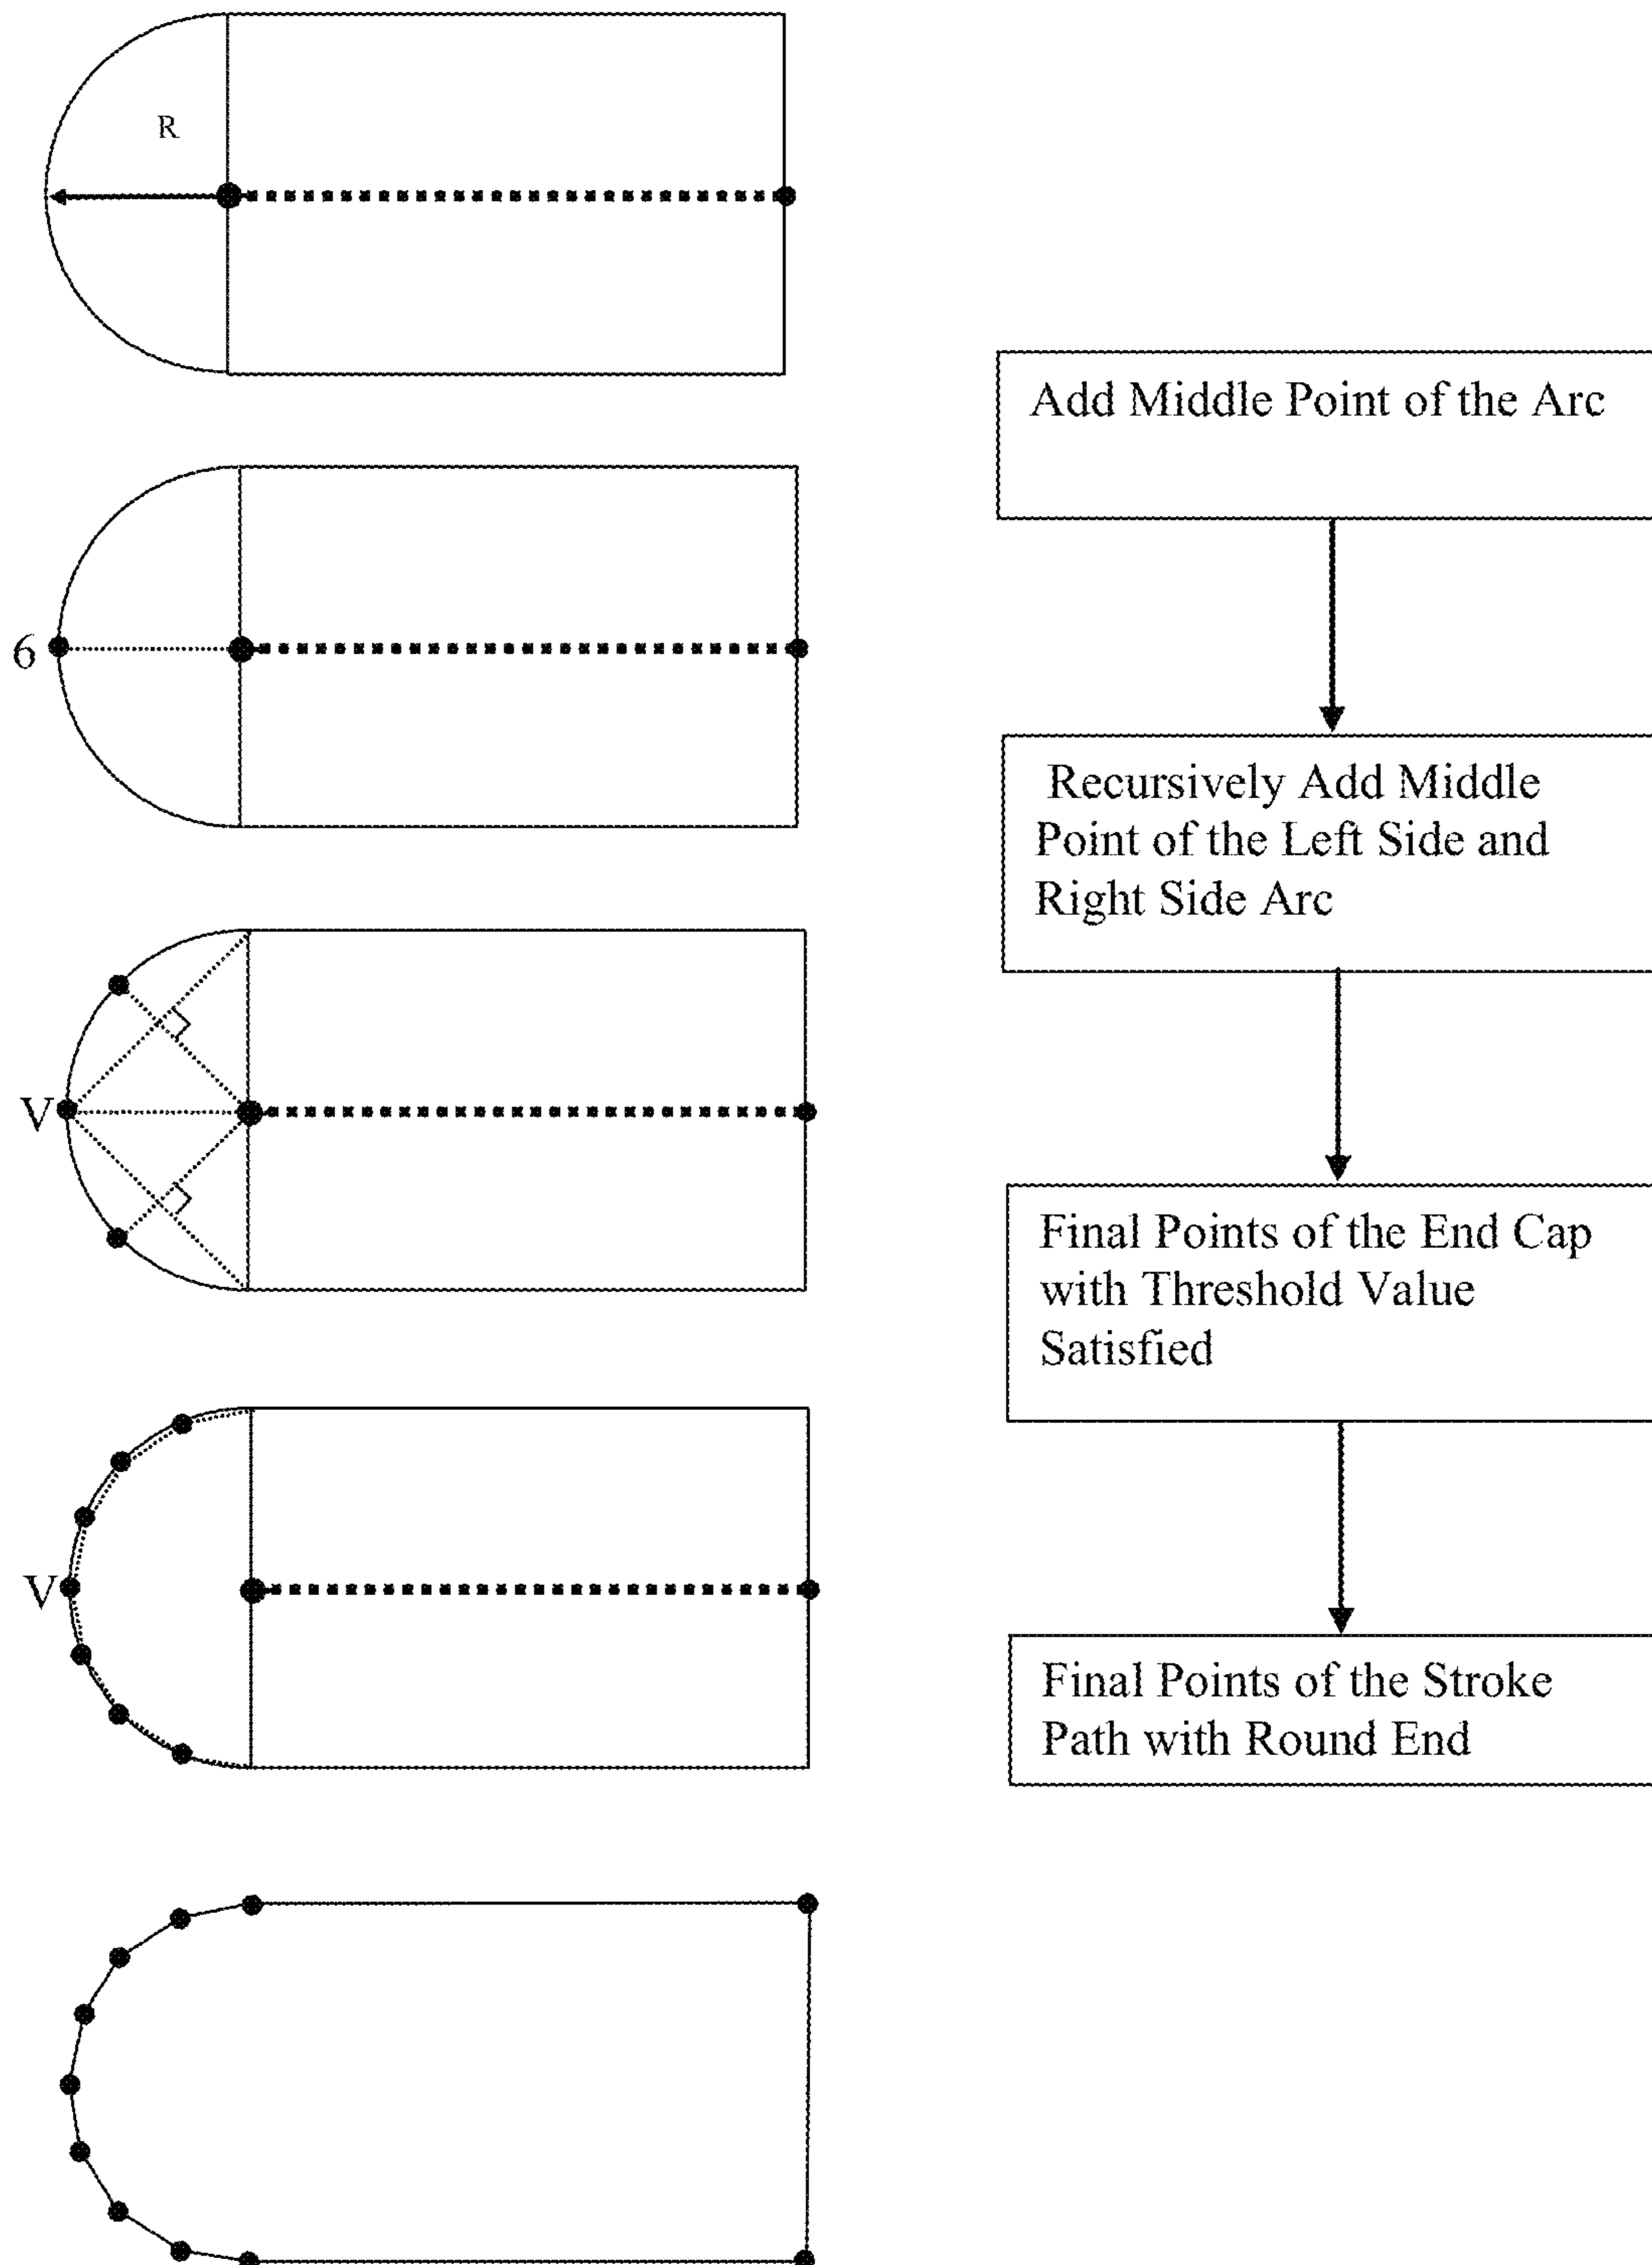 R
Add Middle Point of the Arc
6
Recursively Add Middle
Point of the Left Side and
Right Side Arc
V
Final Points of the End Cap
with Threshold Value
Satisfied
V
Final Points of the Stroke
Path with Round End